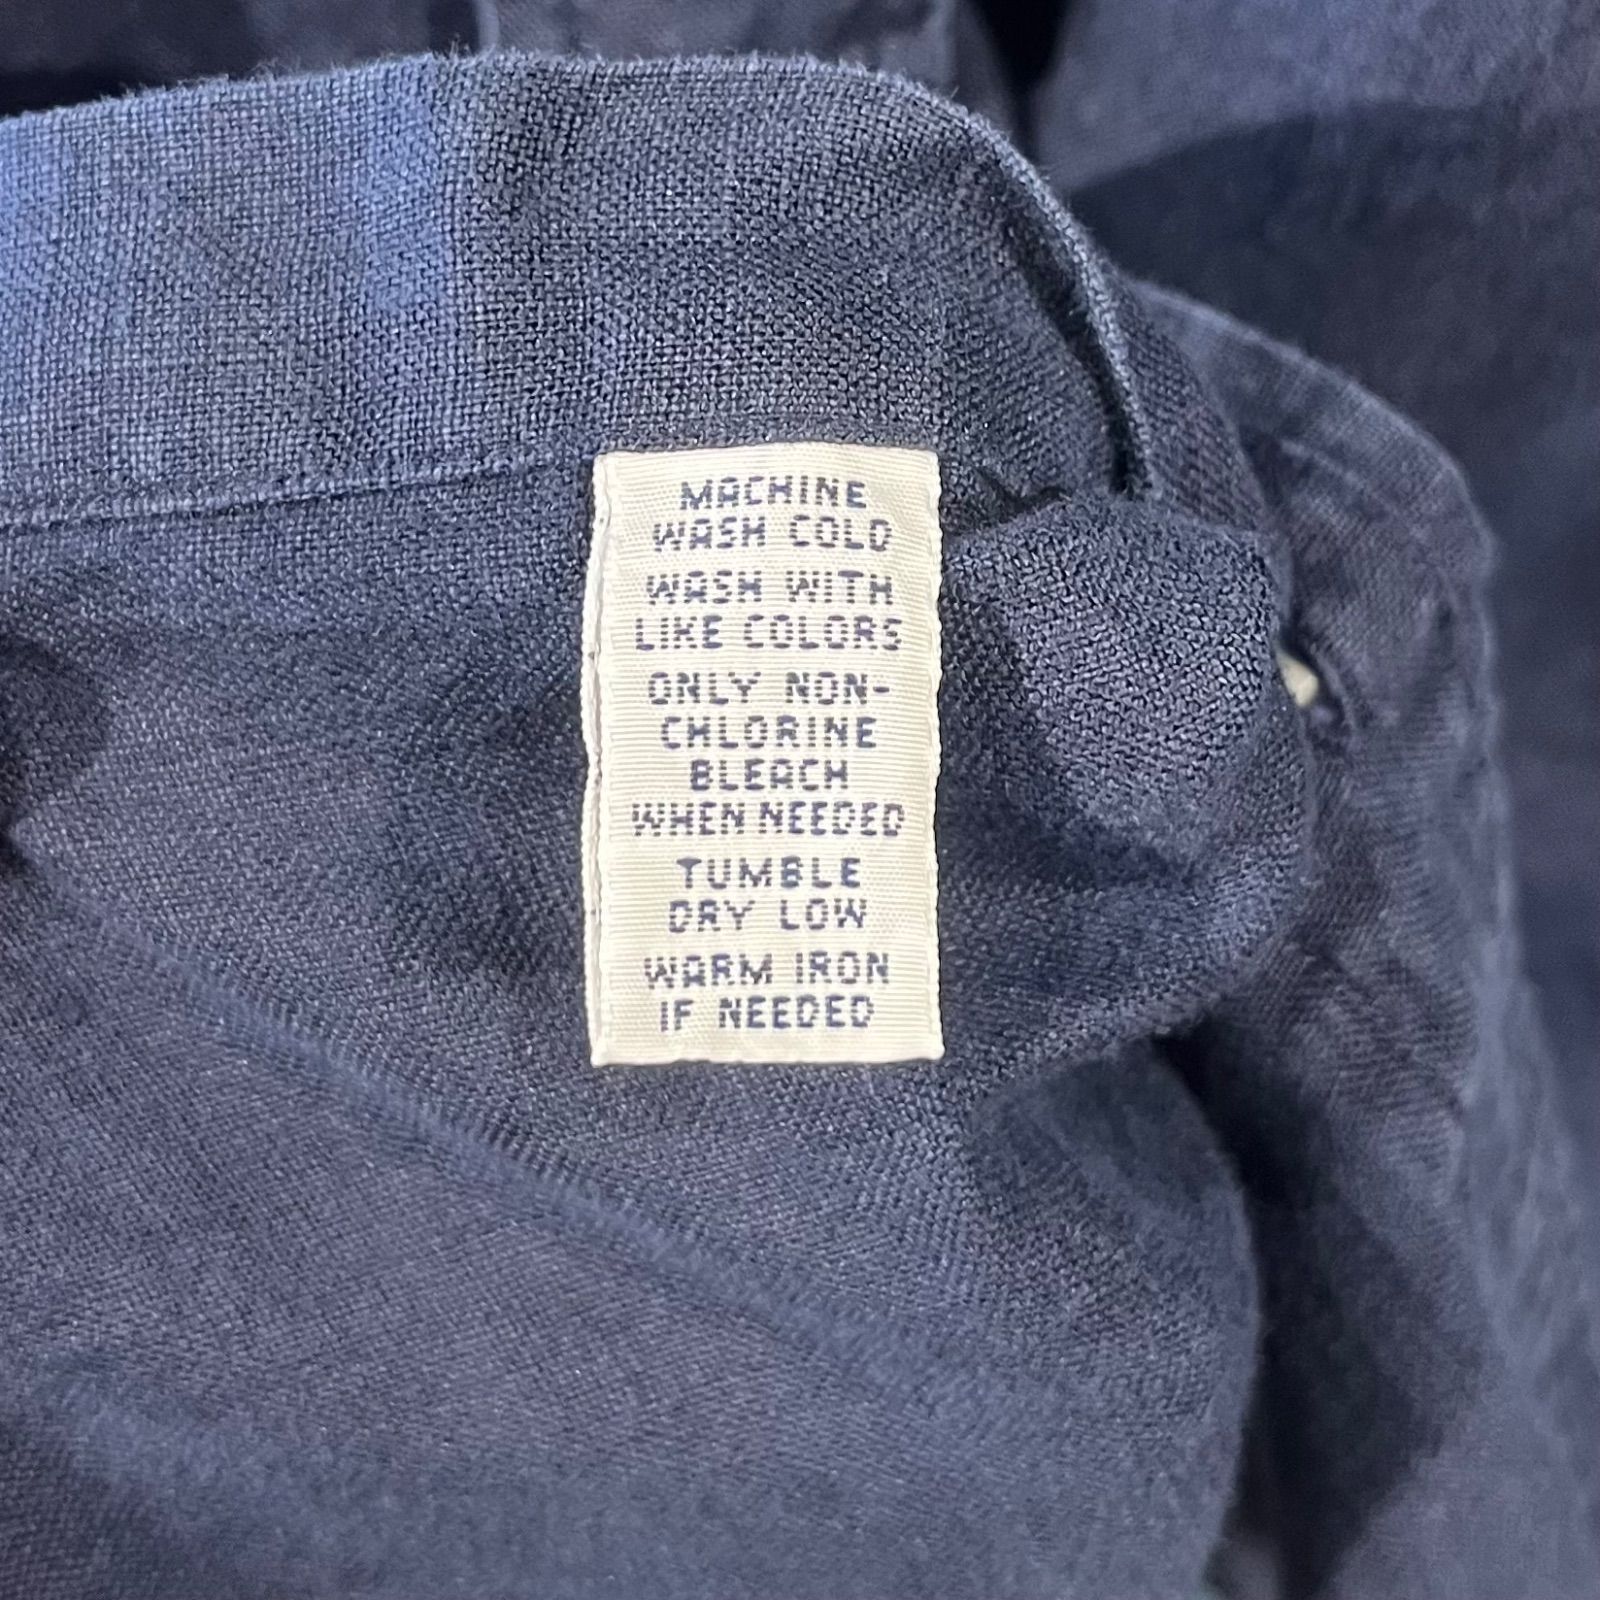 MACHINE
WASH COLD
WASH WITH
LIKE COLORS
ONLY NON-
CHLORINE
BLEACH
WHEN NEEDED
TUMBLE
DRY LOW
WARM IRON
IF NEEDED